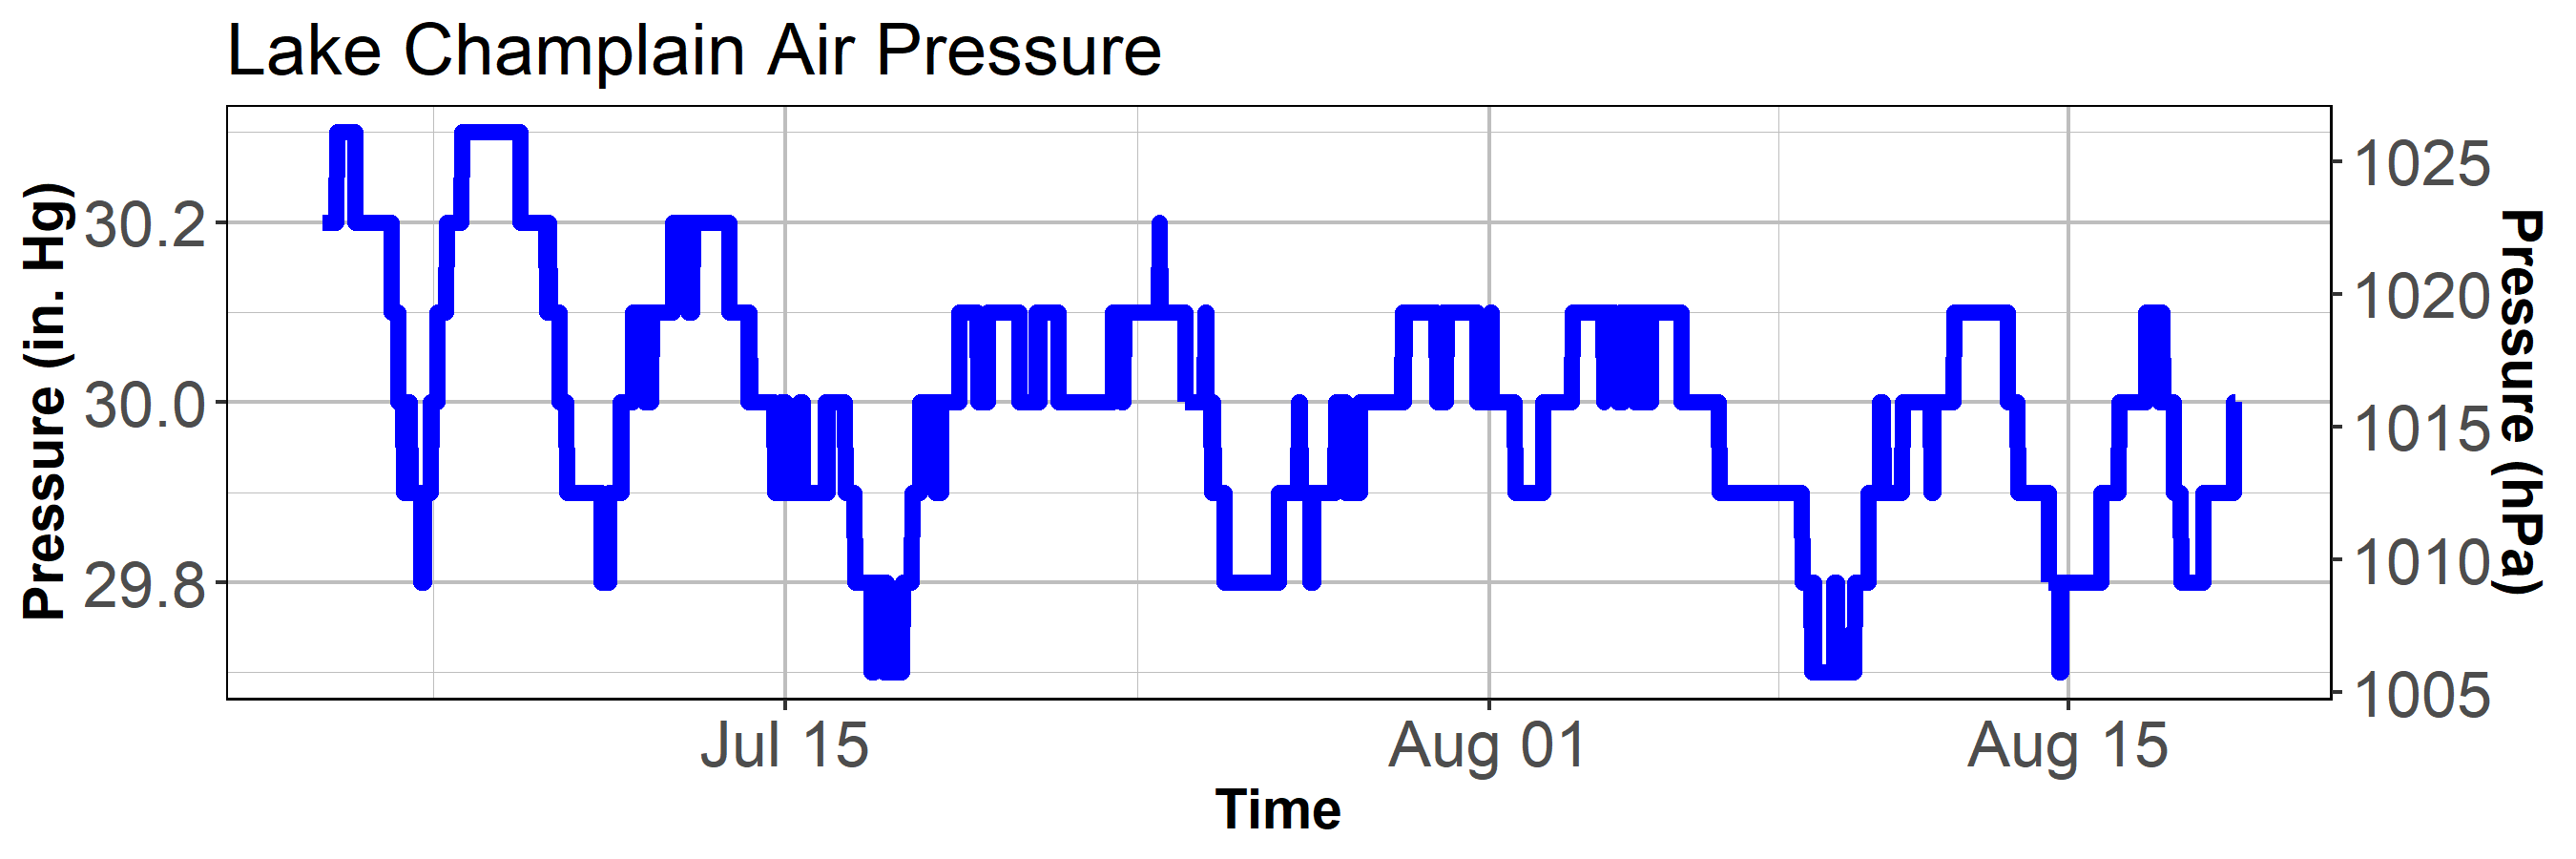 Lake Champlain Air Pressure
Pressure (in. Hg)
30.2
30.0
29.8
1025
1020
1015
1010
1005
Pressure (hPa)
Jul 15
Aug 01
Aug 15
Time